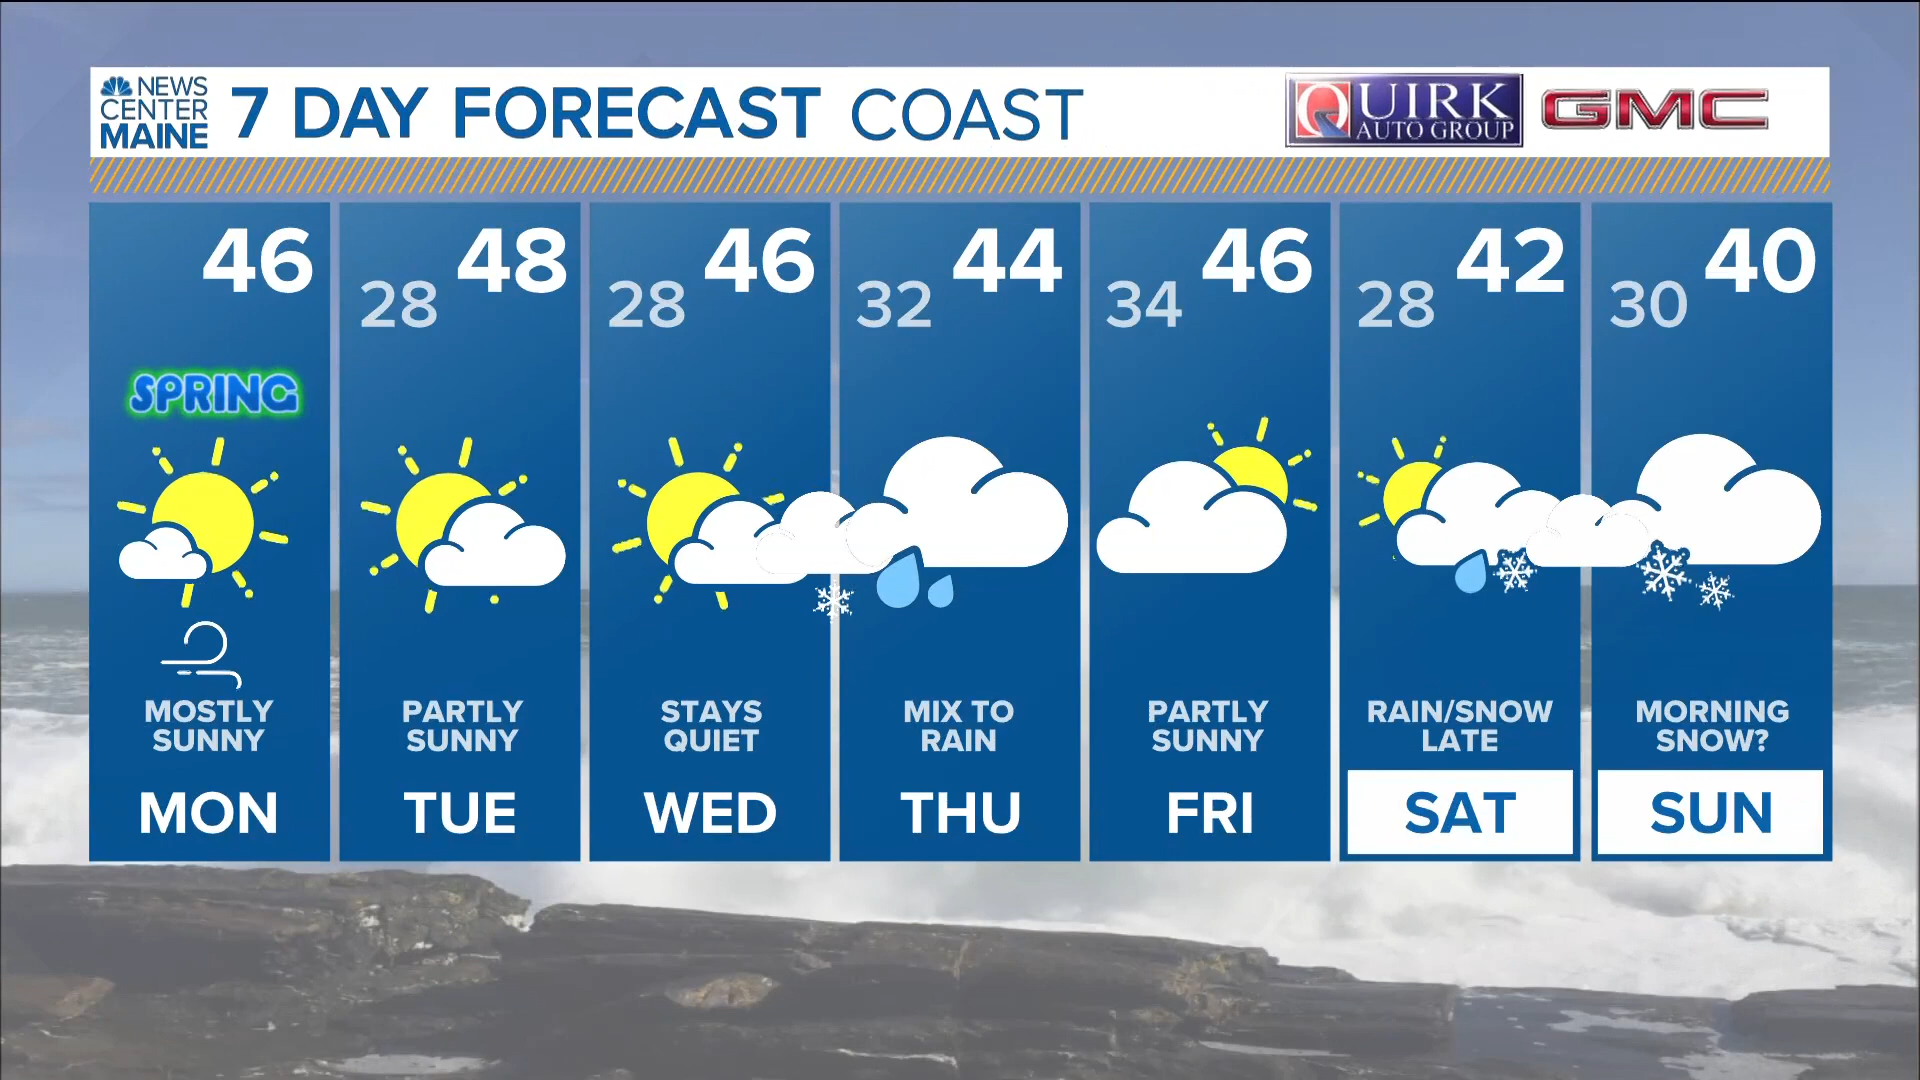 NEWS
CENTER
MAINE
7 DAY FORECAST COAST
QUIRK
AUTO GROUP
GMC
46
SPRING
MOSTLY
SUNNY
MON
28 48
PARTLY
SUNNY
TUE
28 46
STAYS
QUIET
WED
32 44
MIX TO
RAIN
THU
34 46
PARTLY
SUNNY
FRI
28 42
RAIN/SNOW
LATE
SAT
30 40
MORNING
SNOW?
SUN